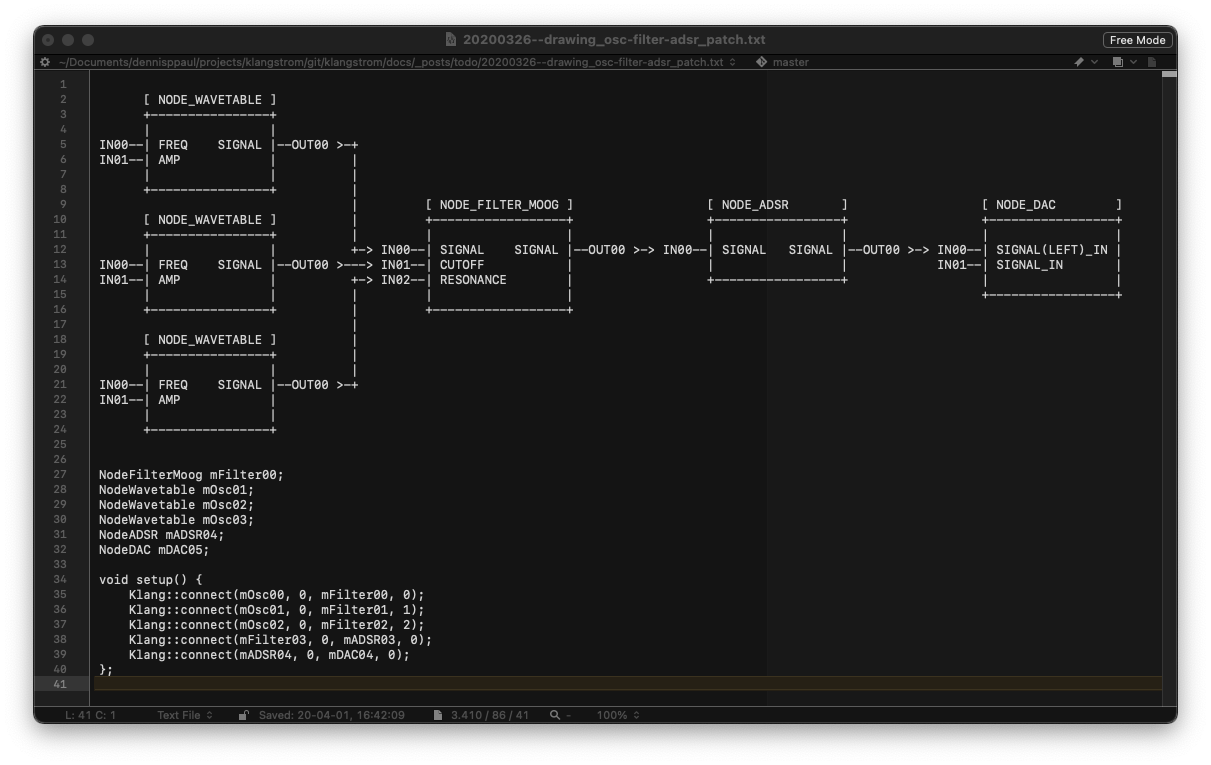 20200326--drawing_osc-filter-adsr_patch.txt
Free Mode
~/Documents/dennisppaul/projects/klangstrom/git/klangstrom/docs/_posts/todo/20200326--drawing_osc-filter-adsr_patch.txt master
1
2       [ NODE_WAVETABLE ]
3       +-----------------+
4       |                 |
5 IN00--| FREQ    SIGNAL |--OUT00 >-+
6 IN01--| AMP            |          |
7       |                |          |
8       +-----------------+          |
9                                    |         [ NODE_FILTER_MOOG ]                  [ NODE_ADSR       ]                  [ NODE_DAC        ]
10      [ NODE_WAVETABLE ]           |         +------------------+                  +-----------------+                  +-----------------+
11      +-----------------+          |         |                  |                  |                 |                  |                 |
12      |                 |          +-> IN00--| SIGNAL    SIGNAL |--OUT00 >-> IN00--| SIGNAL   SIGNAL |--OUT00 >-> IN00--| SIGNAL(LEFT)_IN |
13 IN00--| FREQ    SIGNAL |--OUT00 >---> IN01--| CUTOFF           |                  |                 |            IN01--| SIGNAL_IN       |
14 IN01--| AMP            |          +-> IN02--| RESONANCE        |                  +-----------------+                  |                 |
15      |                 |          |         |                  |                                                       +-----------------+
16      +-----------------+          |         +------------------+
17                                   |
18      [ NODE_WAVETABLE ]           |
19      +-----------------+          |
20      |                 |          |
21 IN00--| FREQ    SIGNAL |--OUT00 >-+
22 IN01--| AMP            |
23      |                 |
24      +-----------------+
25
26
27 NodeFilterMoog mFilter00;
28 NodeWavetable mOsc01;
29 NodeWavetable mOsc02;
30 NodeWavetable mOsc03;
31 NodeADSR mADSR04;
32 NodeDAC mDAC05;
33
34 void setup() {
35     Klang::connect(mOsc00, 0, mFilter00, 0);
36     Klang::connect(mOsc01, 0, mFilter01, 1);
37     Klang::connect(mOsc02, 0, mFilter02, 2);
38     Klang::connect(mFilter03, 0, mADSR03, 0);
39     Klang::connect(mADSR04, 0, mDAC04, 0);
40 };
41
L: 41 C: 1 Text File Saved: 20-04-01, 16:42:09 3.410 / 86 / 41 - 100%